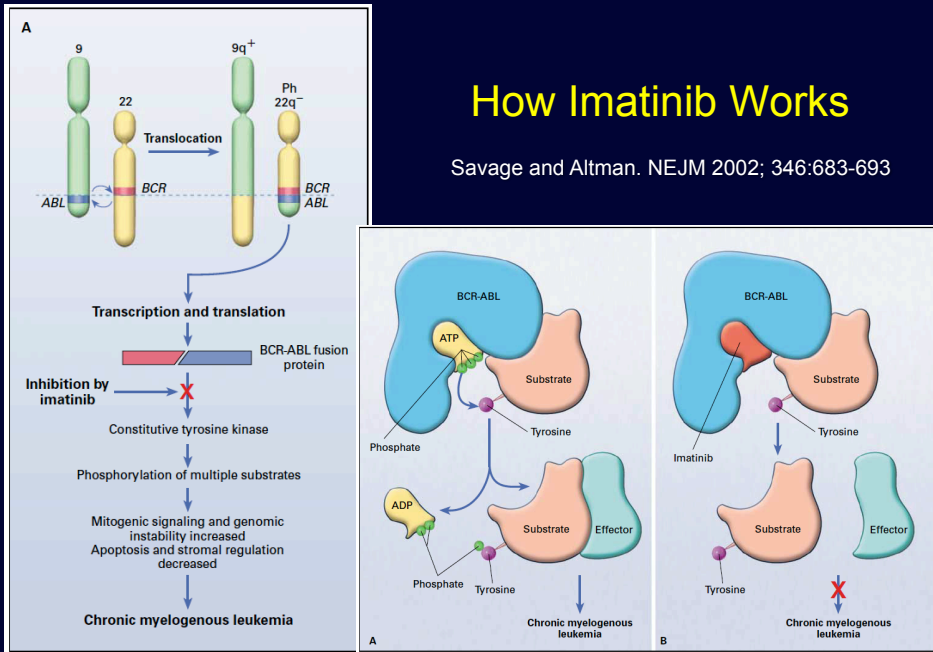 How Imatinib Works
Savage and Altman. NEJM 2002; 346:683-693
A
9
9q+
22
Ph
22q−
Translocation
BCR
ABL
BCR
ABL
Transcription and translation
BCR-ABL fusion
protein
Inhibition by
imatinib
X
Constitutive tyrosine kinase
Phosphorylation of multiple substrates
Mitogenic signaling and genomic
instability increased
Apoptosis and stromal regulation
decreased
Chronic myelogenous leukemia
BCR-ABL
ATP
Substrate
Tyrosine
Phosphate
ADP
Substrate
Effector
Phosphate
Tyrosine
Chronic myelogenous
leukemia
A
BCR-ABL
Substrate
Tyrosine
Imatinib
Substrate
Effector
Tyrosine
X
Chronic myelogenous
leukemia
B